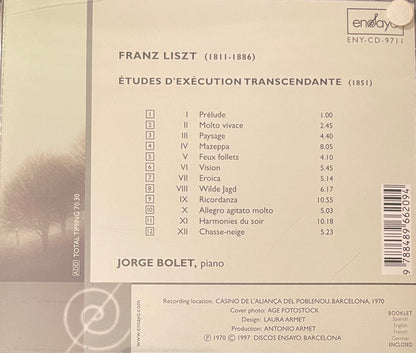 ensayo
ENY-CD-9711
FRANZ LISZT (1811-1886)
ÉTUDES D'EXÉCUTION TRANSCENDANTE (1851)
1 I Prélude 1.00
2 II Molto vivace 2.45
3 III Paysage 4.40
4 IV Mazeppa 8.05
5 V Feux follets 4.10
6 VI Vision 5.45
7 VII Eroica 5.14
8 VIII Wilde Jagd 6.17
9 IX Ricordanza 10.55
10 X Allegro agitato molto 5.03
11 XI Harmonies du soir 10.18
12 XII Chasse-neige 5.23
JORGE BOLET, piano
ADD TOTAL TIMING 70.30
9 788489 662094
Recording location: CASINO DE L'ALIANÇA DEL POBLENOU, BARCELONA. 1970
Cover photo: AGE FOTOSTOCK
Design: LAURA ARMET
Production: ANTONIO ARMET
℗ 1970 © 1997 DISCOS ENSAYO. BARCELONA
www.ensayo.com
BOOKLET
Spanish
English
French
German
ENCLOSED